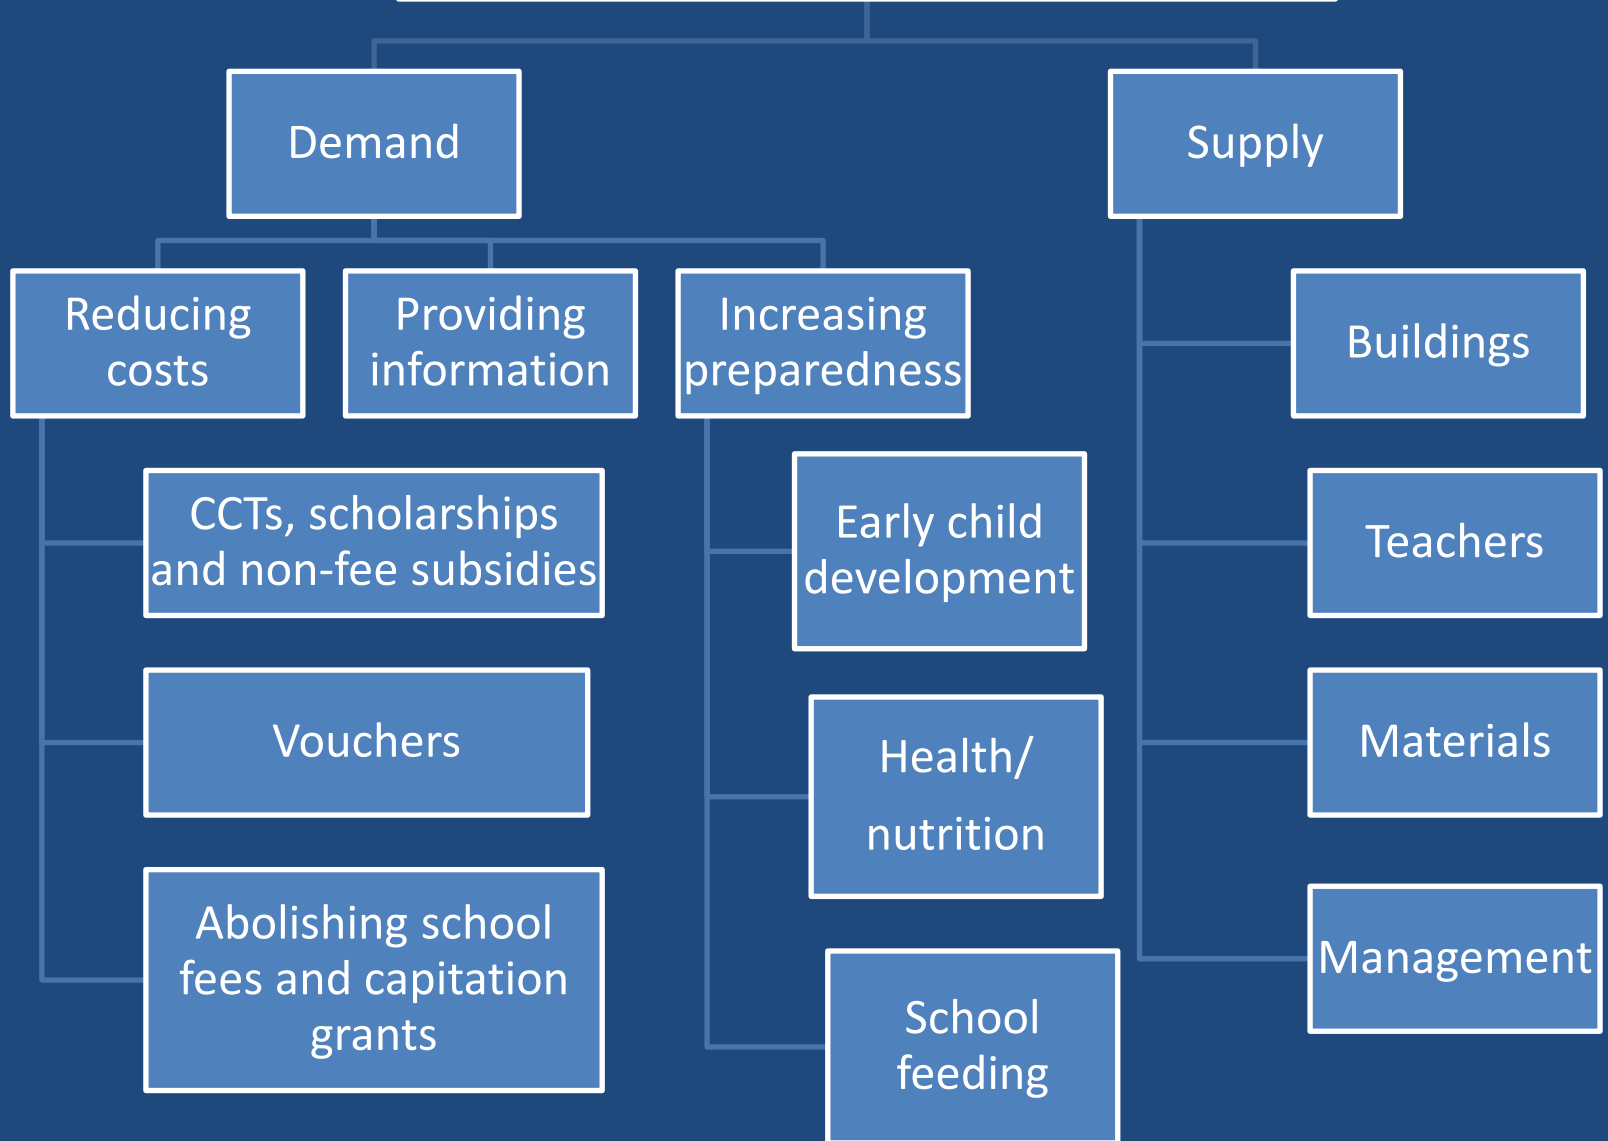 Demand
Supply
Reducing
costs
Providing
information
Increasing
preparedness
Buildings
CCTs, scholarships
and non-fee subsidies
Early child
development
Teachers
Vouchers
Health/
nutrition
Materials
Abolishing school
fees and capitation
grants
School
feeding
Management